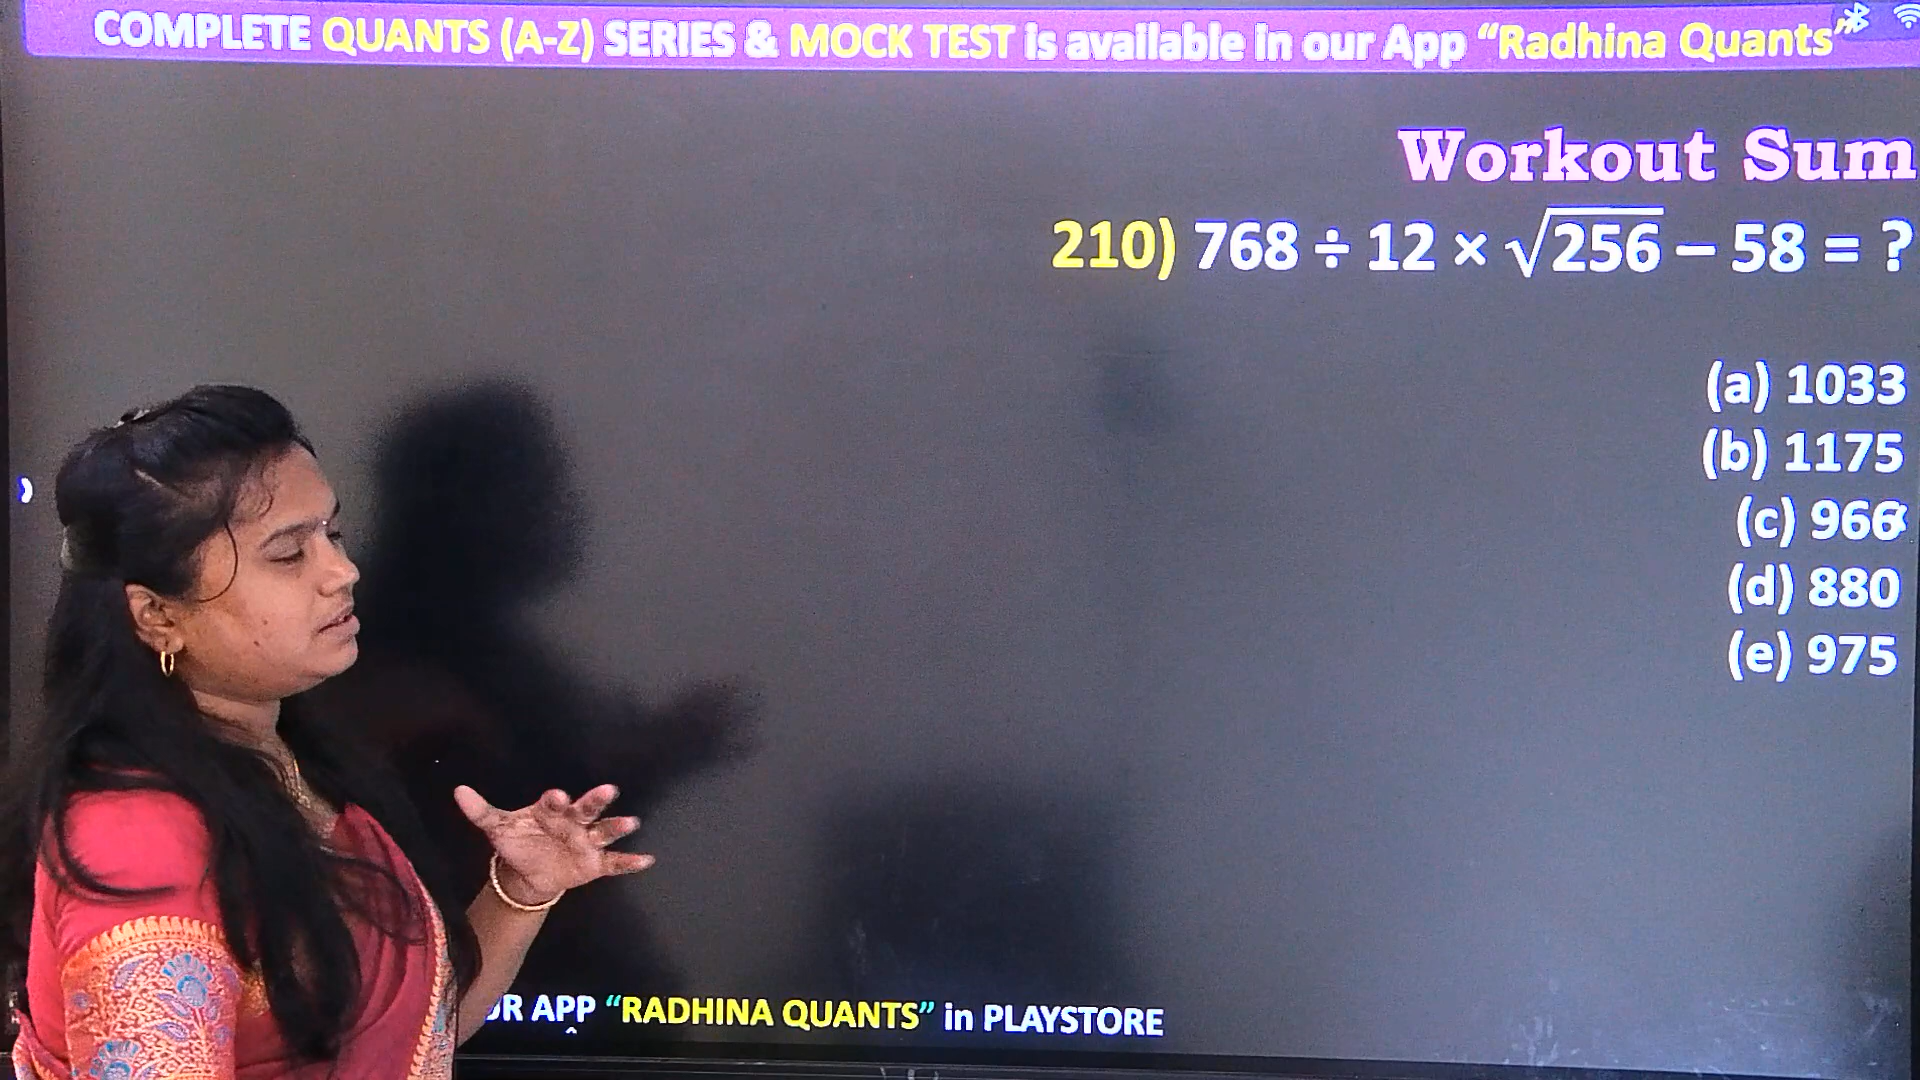 COMPLETE QUANTS (A-Z) SERIES & MOCK TEST is available in our App “Radhina Quants”
Workout Sum
210) 768 ÷ 12 × √256 – 58 = ?
(a) 1033
(b) 1175
(c) 966
(d) 880
(e) 975
APP “RADHINA QUANTS” in PLAYSTORE